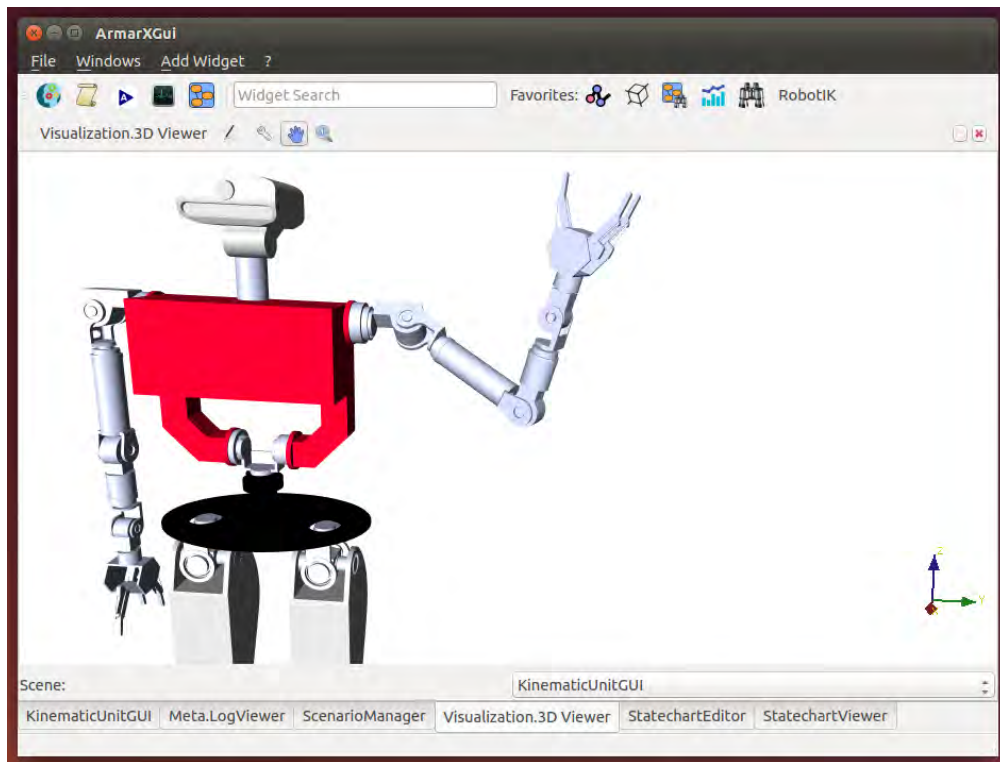 ArmarXGui
File Windows Add Widget ?
Widget Search Favorites: RobotIK
Visualization.3D Viewer
Z
Y
Scene: KinematicUnitGUI
KinematicUnitGUI Meta.LogViewer ScenarioManager Visualization.3D Viewer StatechartEditor StatechartViewer